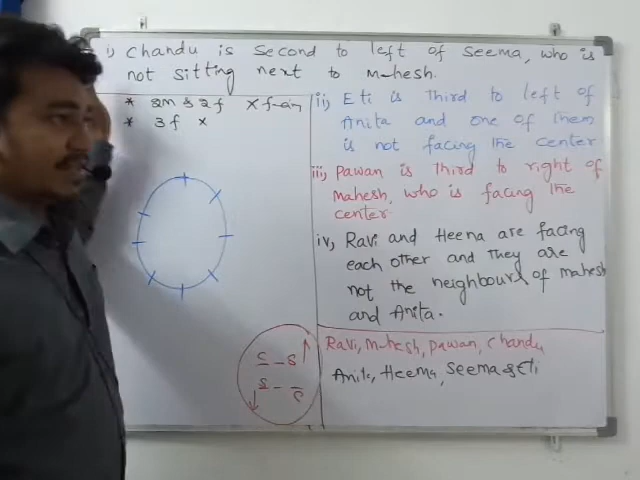 i) Chandu is Second to left of Seema, who is
not sitting next to Mahesh.
* 2m & 2f X f-in
* 3f X
ii) Eti is Third to left of
Anita and one of Them
is not facing the center
iii, Pawan is third to right of
Mahesh, who is facing the
center.
iv, Ravi and Heena are facing
each other and They are
not the neighbours of mahesh
and Anita.
C - S
S - C
Ravi, Mahesh, Pawan, Chandu
Anita, Heema, Seema & Eti